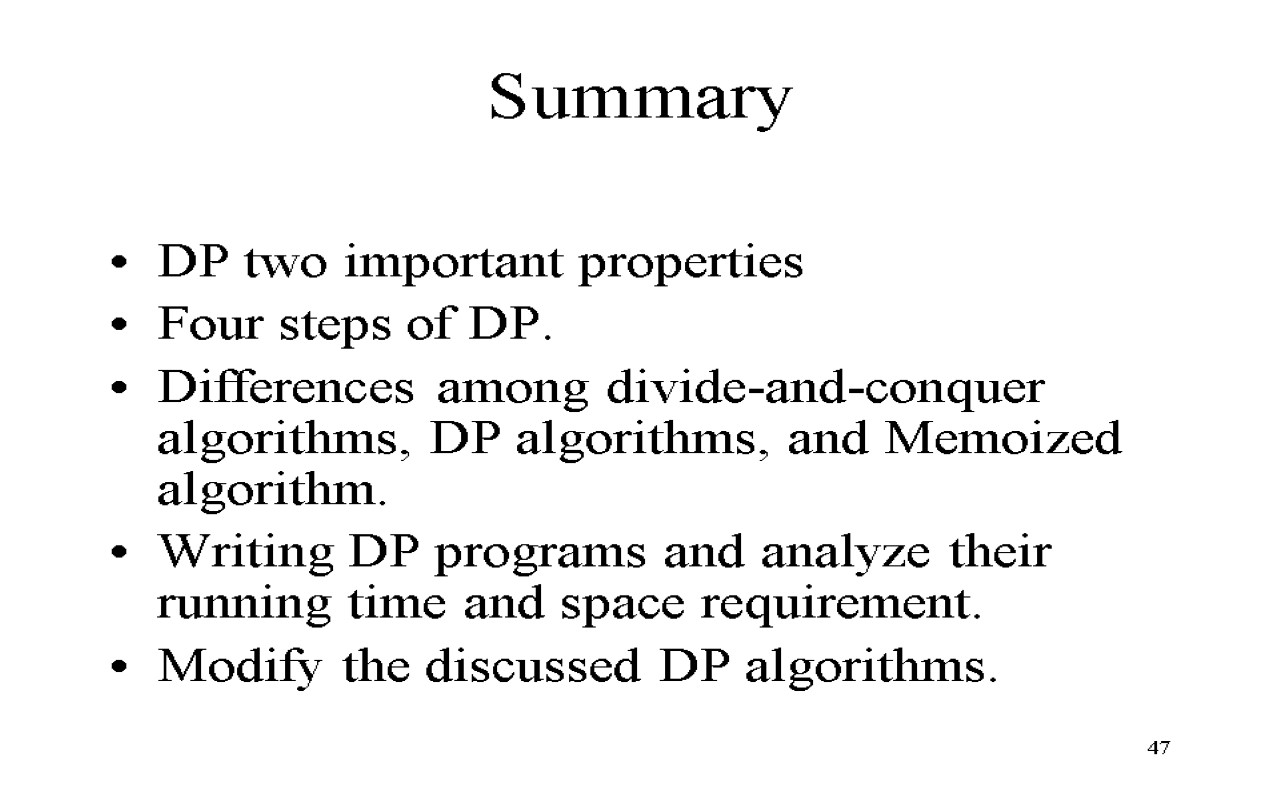 Summary
• DP two important properties
• Four steps of DP.
• Differences among divide-and-conquer
algorithms, DP algorithms, and Memoized
algorithm.
• Writing DP programs and analyze their
running time and space requirement.
• Modify the discussed DP algorithms.
47